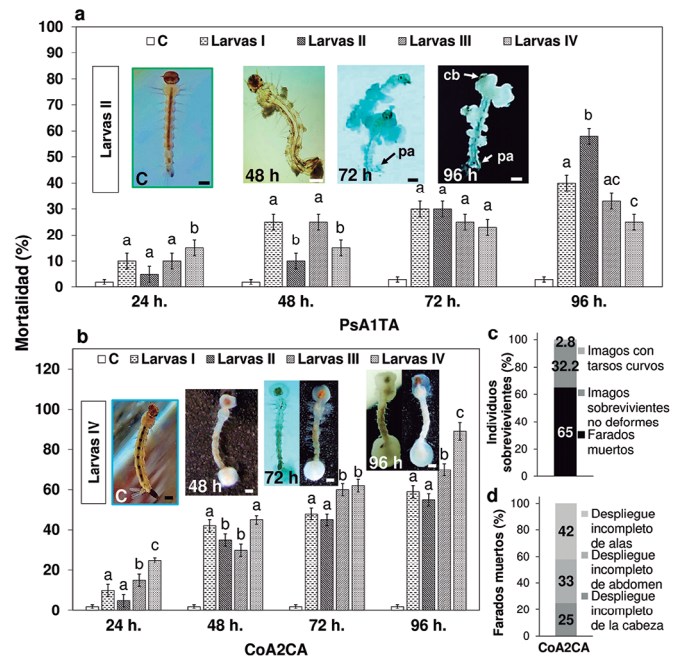 a
C Larvas I Larvas II Larvas III Larvas IV
Mortalidad (%)
100
90
80
70
60
50
40
30
20
10
0
Larvas II
C
48 h
72 h
pa
96 h
cb
pa
a a a b
a b a b
a a a a
a b ac c
24 h. 48 h. 72 h. 96 h.
PsA1TA
b
C Larvas I Larvas II Larvas III Larvas IV
120
100
80
60
40
20
0
Larvas IV
C
48 h
72 h
96 h
a a b c
a b b a
a a b b
a a b c
24 h. 48 h. 72 h. 96 h.
CoA2CA
c
Individuos
sobrevivientes (%)
100
80
60
40
20
0
2.8
32.2
65
Imagos con
tarsos curvos
Imagos
sobrevivientes
no deformes
Farados
muertos
d
Farados muertos (%)
100
80
60
40
20
0
42
33
25
Despliegue
incompleto
de alas
Despliegue
incompleto
de abdomen
Despliegue
incompleto
de la cabeza
CoA2CA